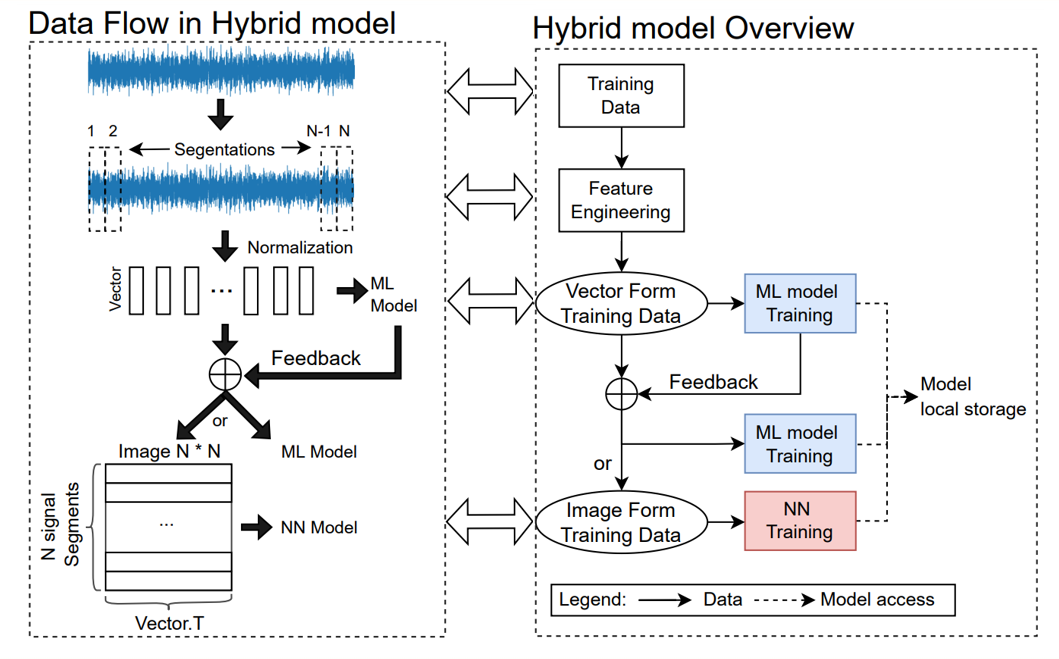 Data Flow in Hybrid model
1 2 N-1 N
Segentations
Normalization
Vector
...
ML
Model
Feedback
or
Image N * N
ML Model
N signal
Segments
...
NN Model
Vector.T
Hybrid model Overview
Training
Data
Feature
Engineering
Vector Form
Training Data
ML model
Training
Feedback
Model
local storage
ML model
Training
or
Image Form
Training Data
NN
Training
Legend: Data Model access